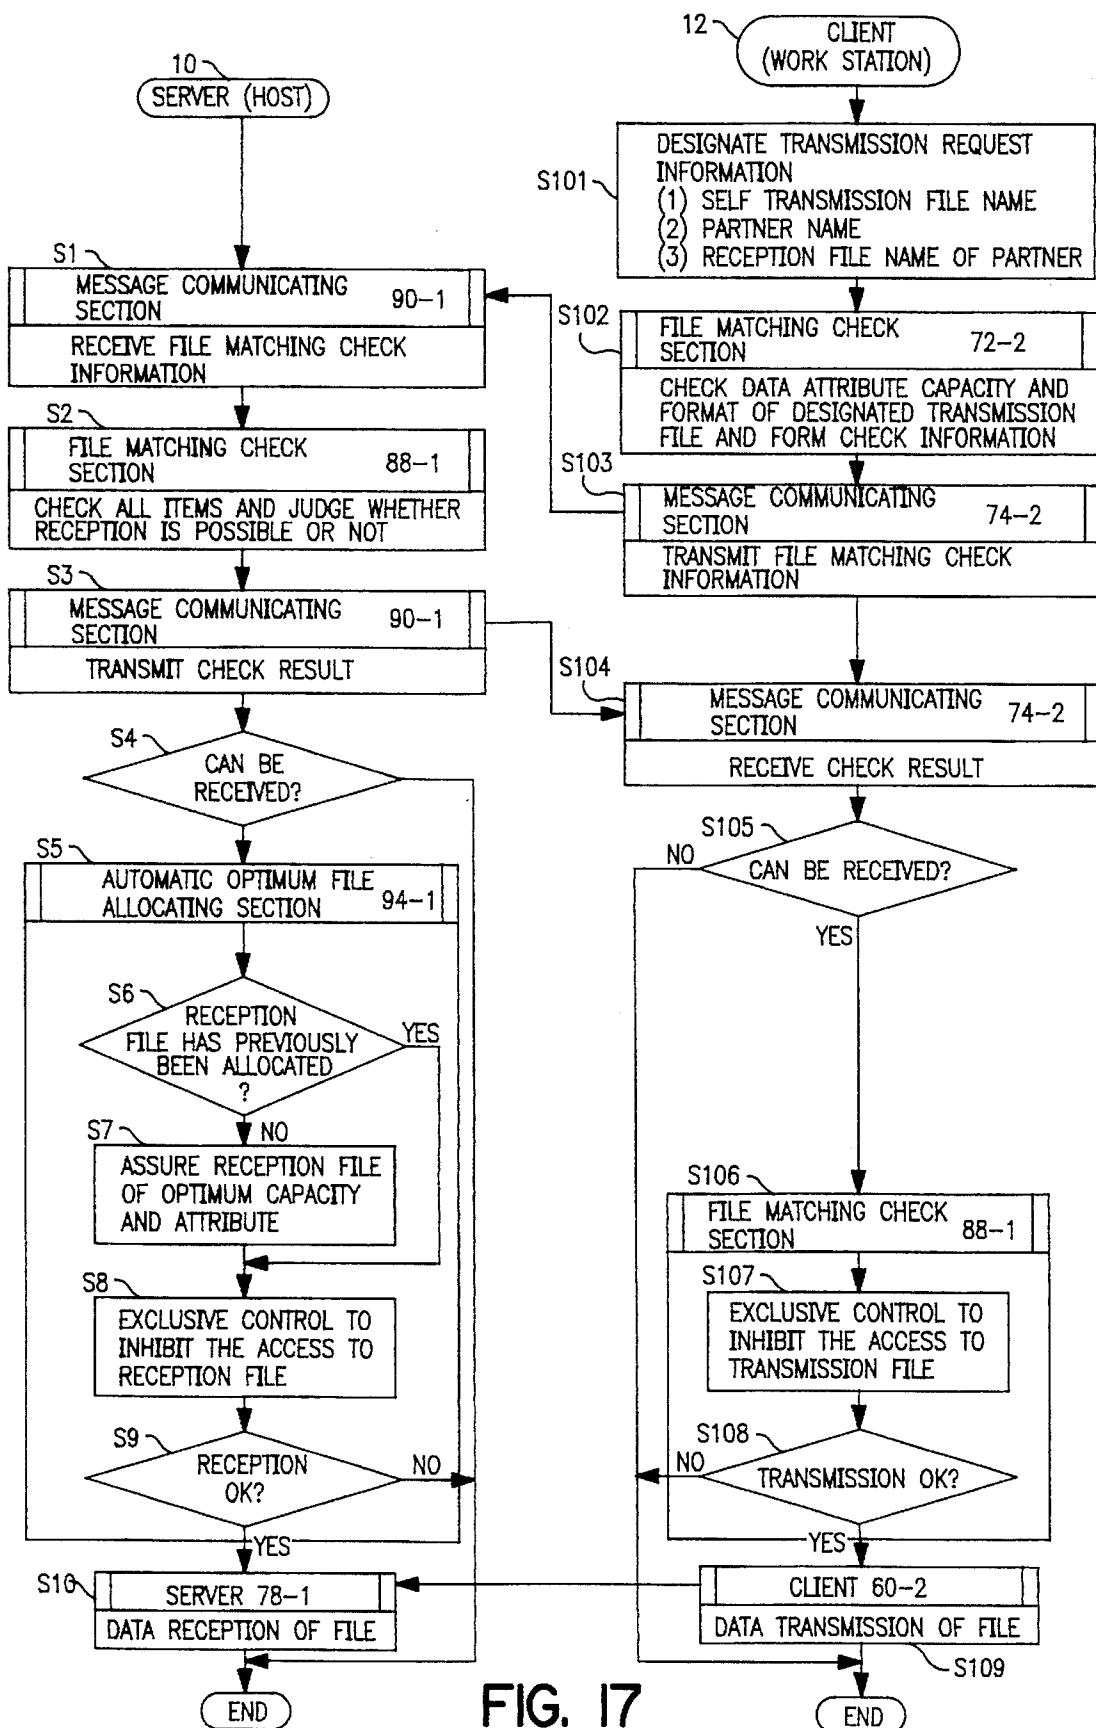 10
SERVER (HOST)
S1
MESSAGE COMMUNICATING
SECTION 90-1
RECEIVE FILE MATCHING CHECK
INFORMATION
S2
FILE MATCHING CHECK
SECTION 88-1
CHECK ALL ITEMS AND JUDGE WHETHER
RECEPTION IS POSSIBLE OR NOT
S3
MESSAGE COMMUNICATING
SECTION 90-1
TRANSMIT CHECK RESULT
S4
CAN BE
RECEIVED?
S5
AUTOMATIC OPTIMUM FILE
ALLOCATING SECTION 94-1
S6
RECEPTION
FILE HAS PREVIOUSLY
BEEN ALLOCATED
?
YES
NO
S7
ASSURE RECEPTION FILE
OF OPTIMUM CAPACITY
AND ATTRIBUTE
S8
EXCLUSIVE CONTROL TO
INHIBIT THE ACCESS TO
RECEPTION FILE
S9
RECEPTION
OK?
NO
YES
S10
SERVER 78-1
DATA RECEPTION OF FILE
END
12
CLIENT
(WORK STATION)
S101
DESIGNATE TRANSMISSION REQUEST
INFORMATION
(1) SELF TRANSMISSION FILE NAME
(2) PARTNER NAME
(3) RECEPTION FILE NAME OF PARTNER
S102
FILE MATCHING CHECK
SECTION 72-2
CHECK DATA ATTRIBUTE CAPACITY AND
FORMAT OF DESIGNATED TRANSMISSION
FILE AND FORM CHECK INFORMATION
S103
MESSAGE COMMUNICATING
SECTION 74-2
TRANSMIT FILE MATCHING CHECK
INFORMATION
S104
MESSAGE COMMUNICATING
SECTION 74-2
RECEIVE CHECK RESULT
S105
NO
CAN BE RECEIVED?
YES
S106
FILE MATCHING CHECK
SECTION 88-1
S107
EXCLUSIVE CONTROL TO
INHIBIT THE ACCESS TO
TRANSMISSION FILE
S108
NO
TRANSMISSION OK?
YES
CLIENT 60-2
DATA TRANSMISSION OF FILE
S109
END
FIG. 17